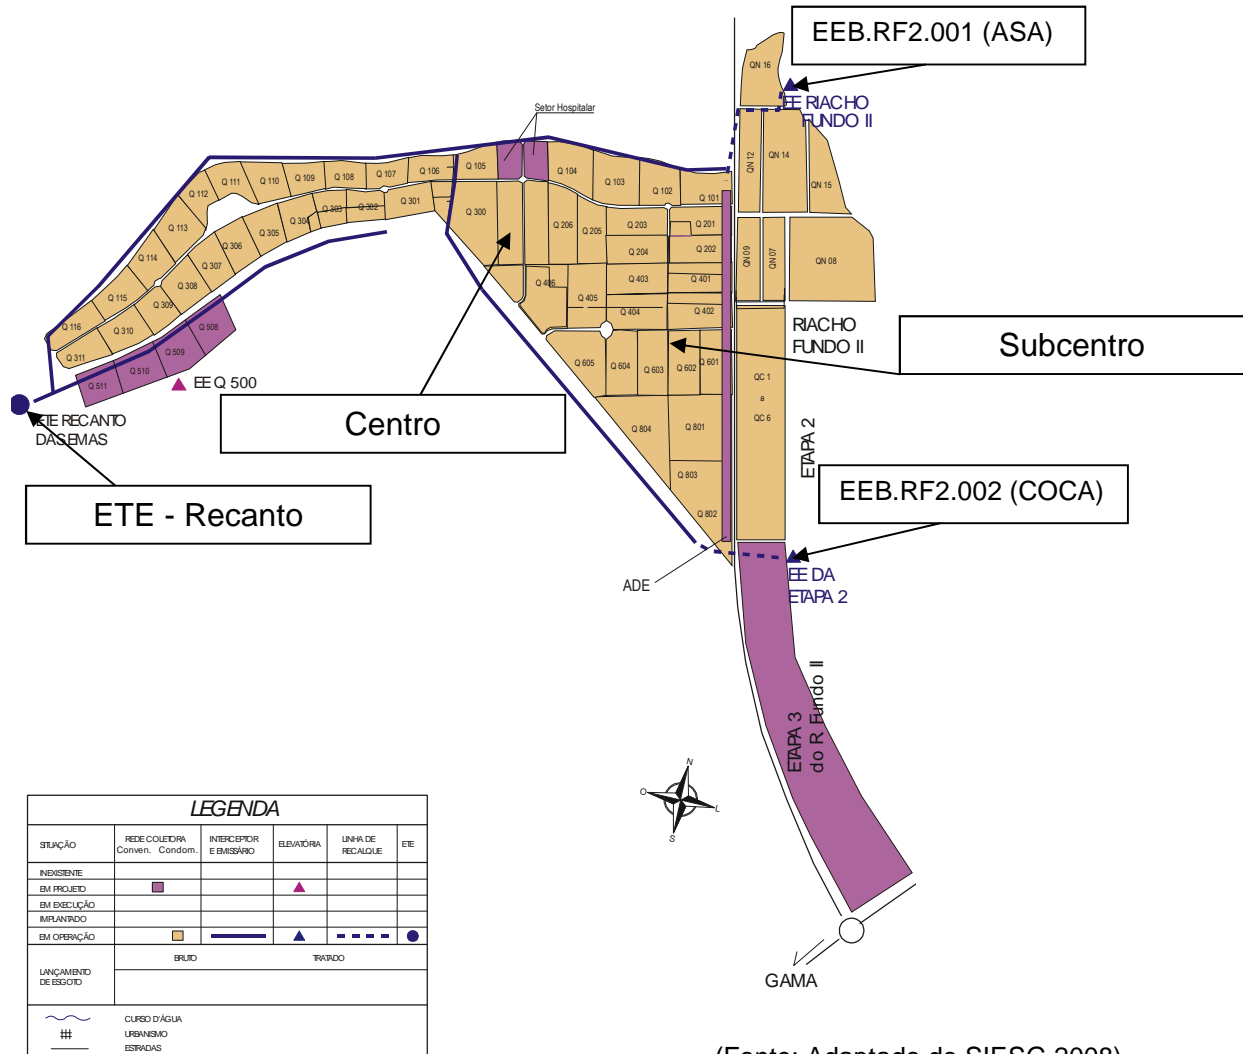 EEB.RF2.001 (ASA)
QN 16
EE RIACHO
FUNDO II
Setor Hospitalar
QN 12
QN 14
QN 15
Q 112
Q 111
Q 110
Q 109
Q 108
Q 107
Q 106
Q 105
Q 104
Q 103
Q 102
Q 101
Q 113
Q 114
Q 115
Q 116
Q 311
Q 310
Q 309
Q 308
Q 307
Q 306
Q 305
Q 304
Q 303
Q 302
Q 301
Q 300
Q 206
Q 205
Q 203
Q 204
Q 201
Q 202
QN 09
QN 07
QN 08
Q 406
Q 405
Q 403
Q 404
Q 401
Q 402
Q 508
Q 509
Q 510
Q 511
EE Q 500
RIACHO
FUNDO II
Subcentro
Q 605
Q 604
Q 603
Q 602
Q 601
QC 1
a
QC 6
ETE RECANTO
DAS EMAS
Centro
Q 804
Q 801
Q 803
Q 802
ETAPA 2
EEB.RF2.002 (COCA)
ETE - Recanto
ADE
EE DA
ETAPA 2
ETAPA 3
do R Fundo II
N
O
L
S
GAMA
LEGENDA
SITUAÇÃO
REDE COLETORA
Conven. Condom.
INTERCEPTOR
E EMISSÁRIO
ELEVATÓRIA
LINHA DE
RECALQUE
ETE
INEXISTENTE
EM PROJETO
EM EXECUÇÃO
IMPLANTADO
EM OPERAÇÃO
LANÇAMENTO
DE ESGOTO
BRUTO
TRATADO
CURSO D'ÁGUA
URBANISMO
ESTRADAS
(Fonte: Adaptado de SIESG 2008)